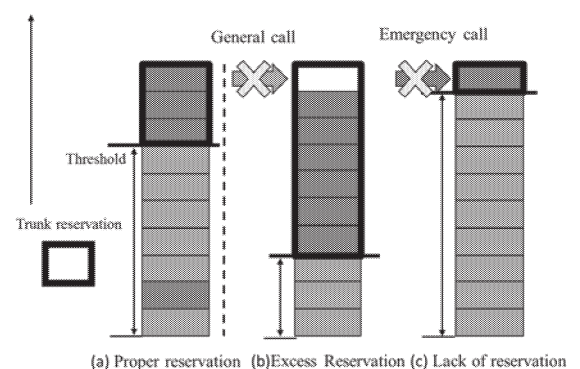 General call
Emergency call
Threshold
Trunk reservation
(a) Proper reservation (b)Excess Reservation (c) Lack of reservation